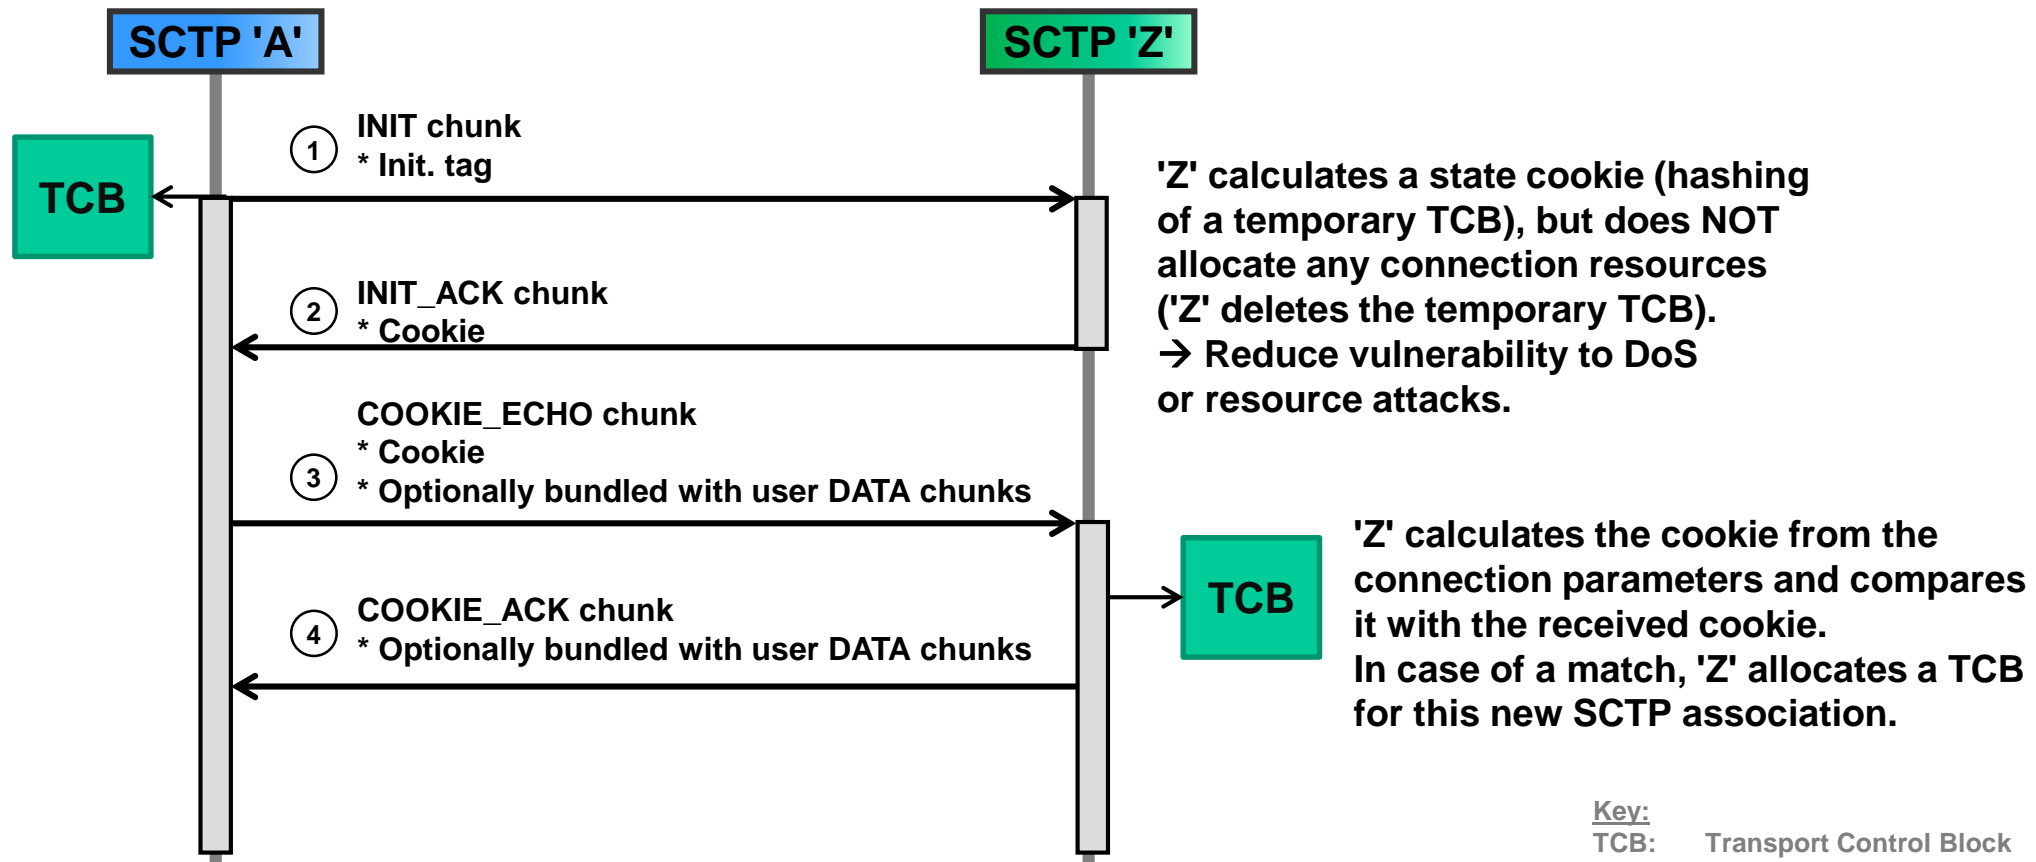 SCTP 'A'
SCTP 'Z'
1
INIT chunk
* Init. tag
TCB
'Z' calculates a state cookie (hashing
of a temporary TCB), but does NOT
allocate any connection resources
('Z' deletes the temporary TCB).
→ Reduce vulnerability to DoS
or resource attacks.
2
INIT_ACK chunk
* Cookie
COOKIE_ECHO chunk
3
* Cookie
* Optionally bundled with user DATA chunks
TCB
'Z' calculates the cookie from the
connection parameters and compares
it with the received cookie.
In case of a match, 'Z' allocates a TCB
for this new SCTP association.
4
COOKIE_ACK chunk
* Optionally bundled with user DATA chunks
Key:
TCB: Transport Control Block